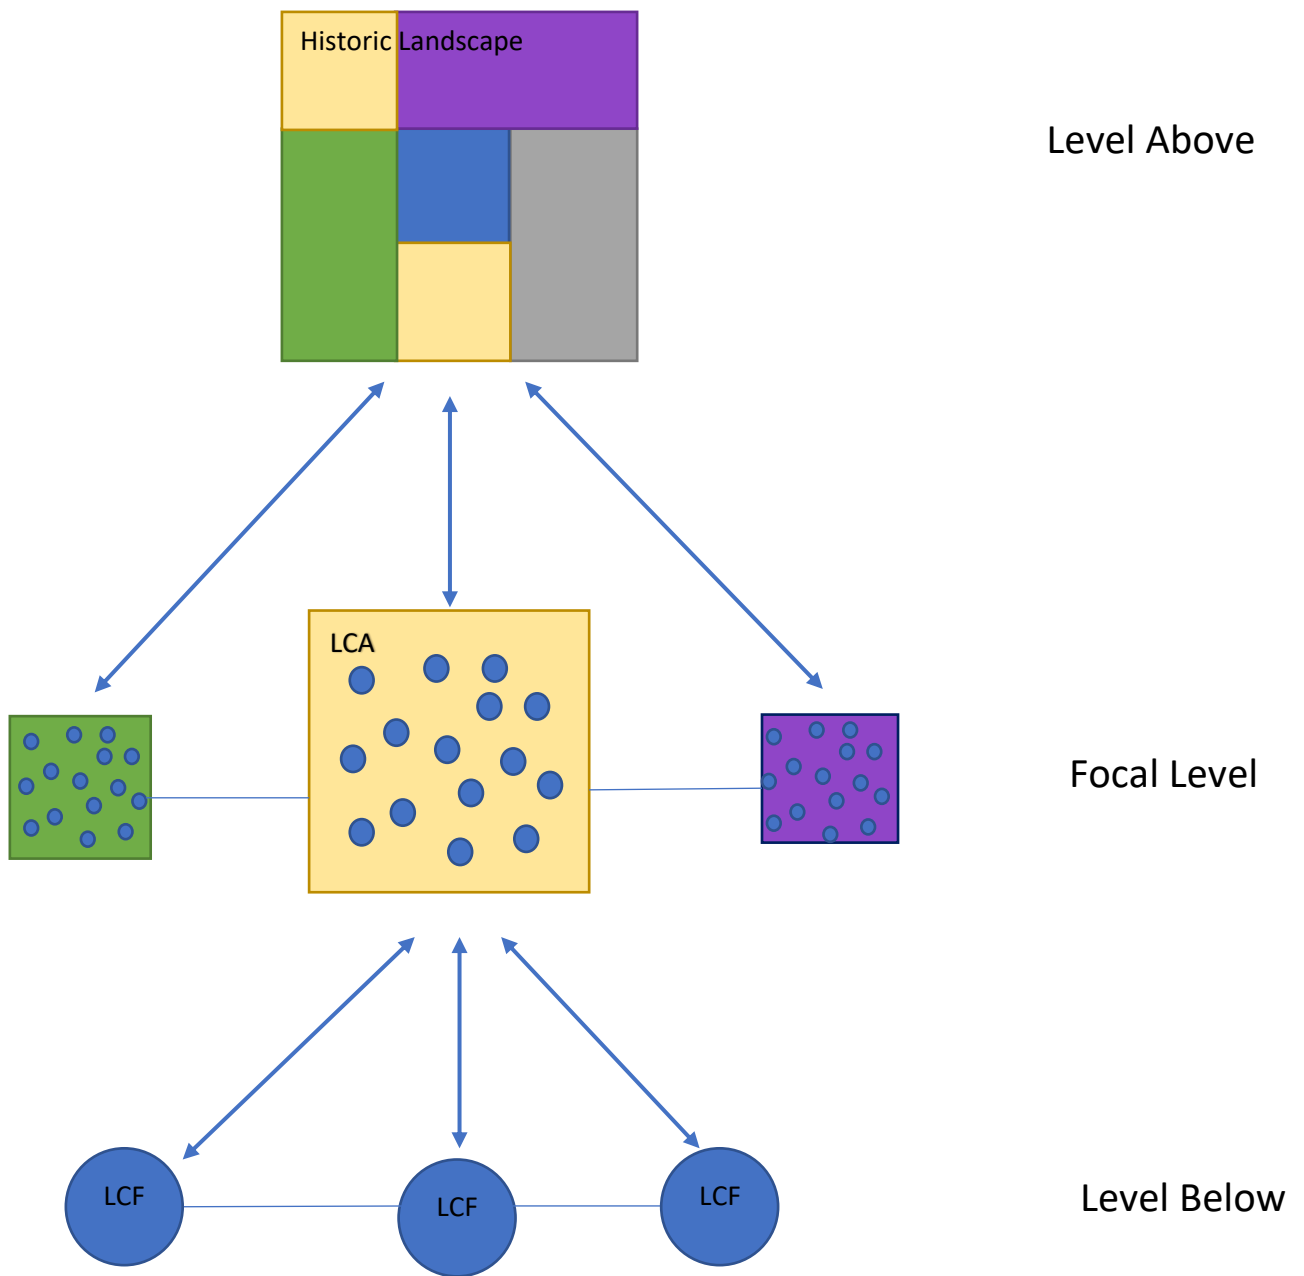 Historic Landscape
Level Above
LCA
Focal Level
LCF
LCF
LCF
Level Below